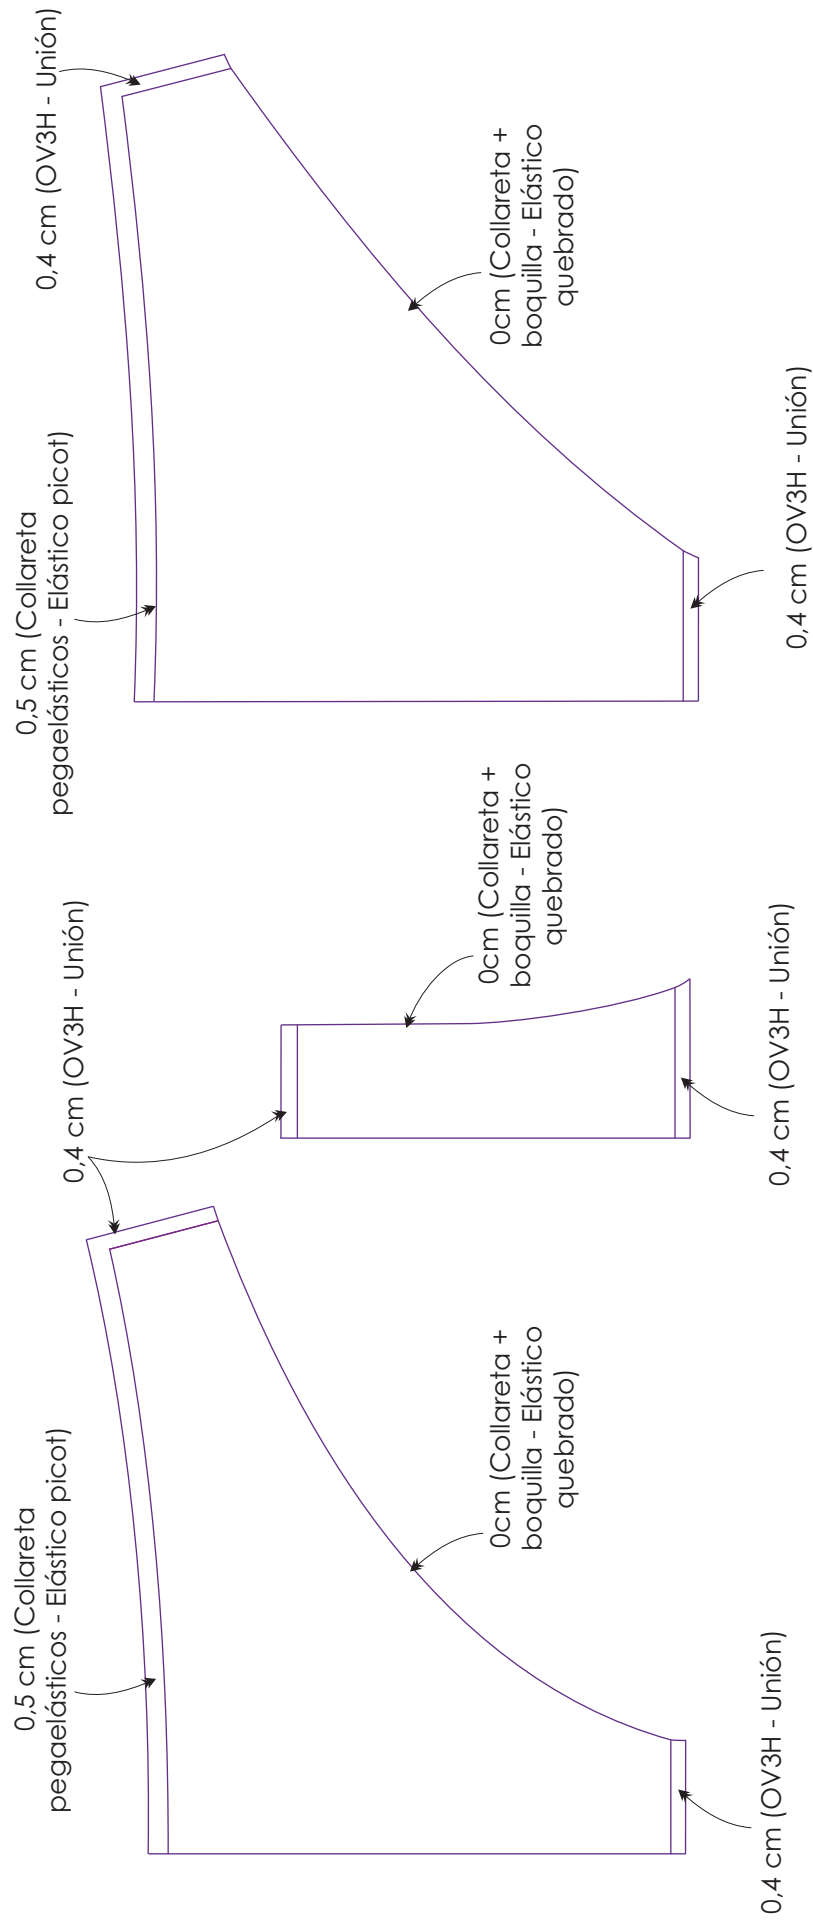 0,5 cm (Collareta
pegaelásticos - Elástico picot)
0,4 cm (OV3H - Unión)
0cm (Collareta +
boquilla - Elástico
quebrado)
0,4 cm (OV3H - Unión)
0cm (Collareta +
boquilla - Elástico
quebrado)
0,4 cm (OV3H - Unión)
0,5 cm (Collareta
pegaelásticos - Elástico picot)
0,4 cm (OV3H - Unión)
0cm (Collareta +
boquilla - Elástico
quebrado)
0,4 cm (OV3H - Unión)